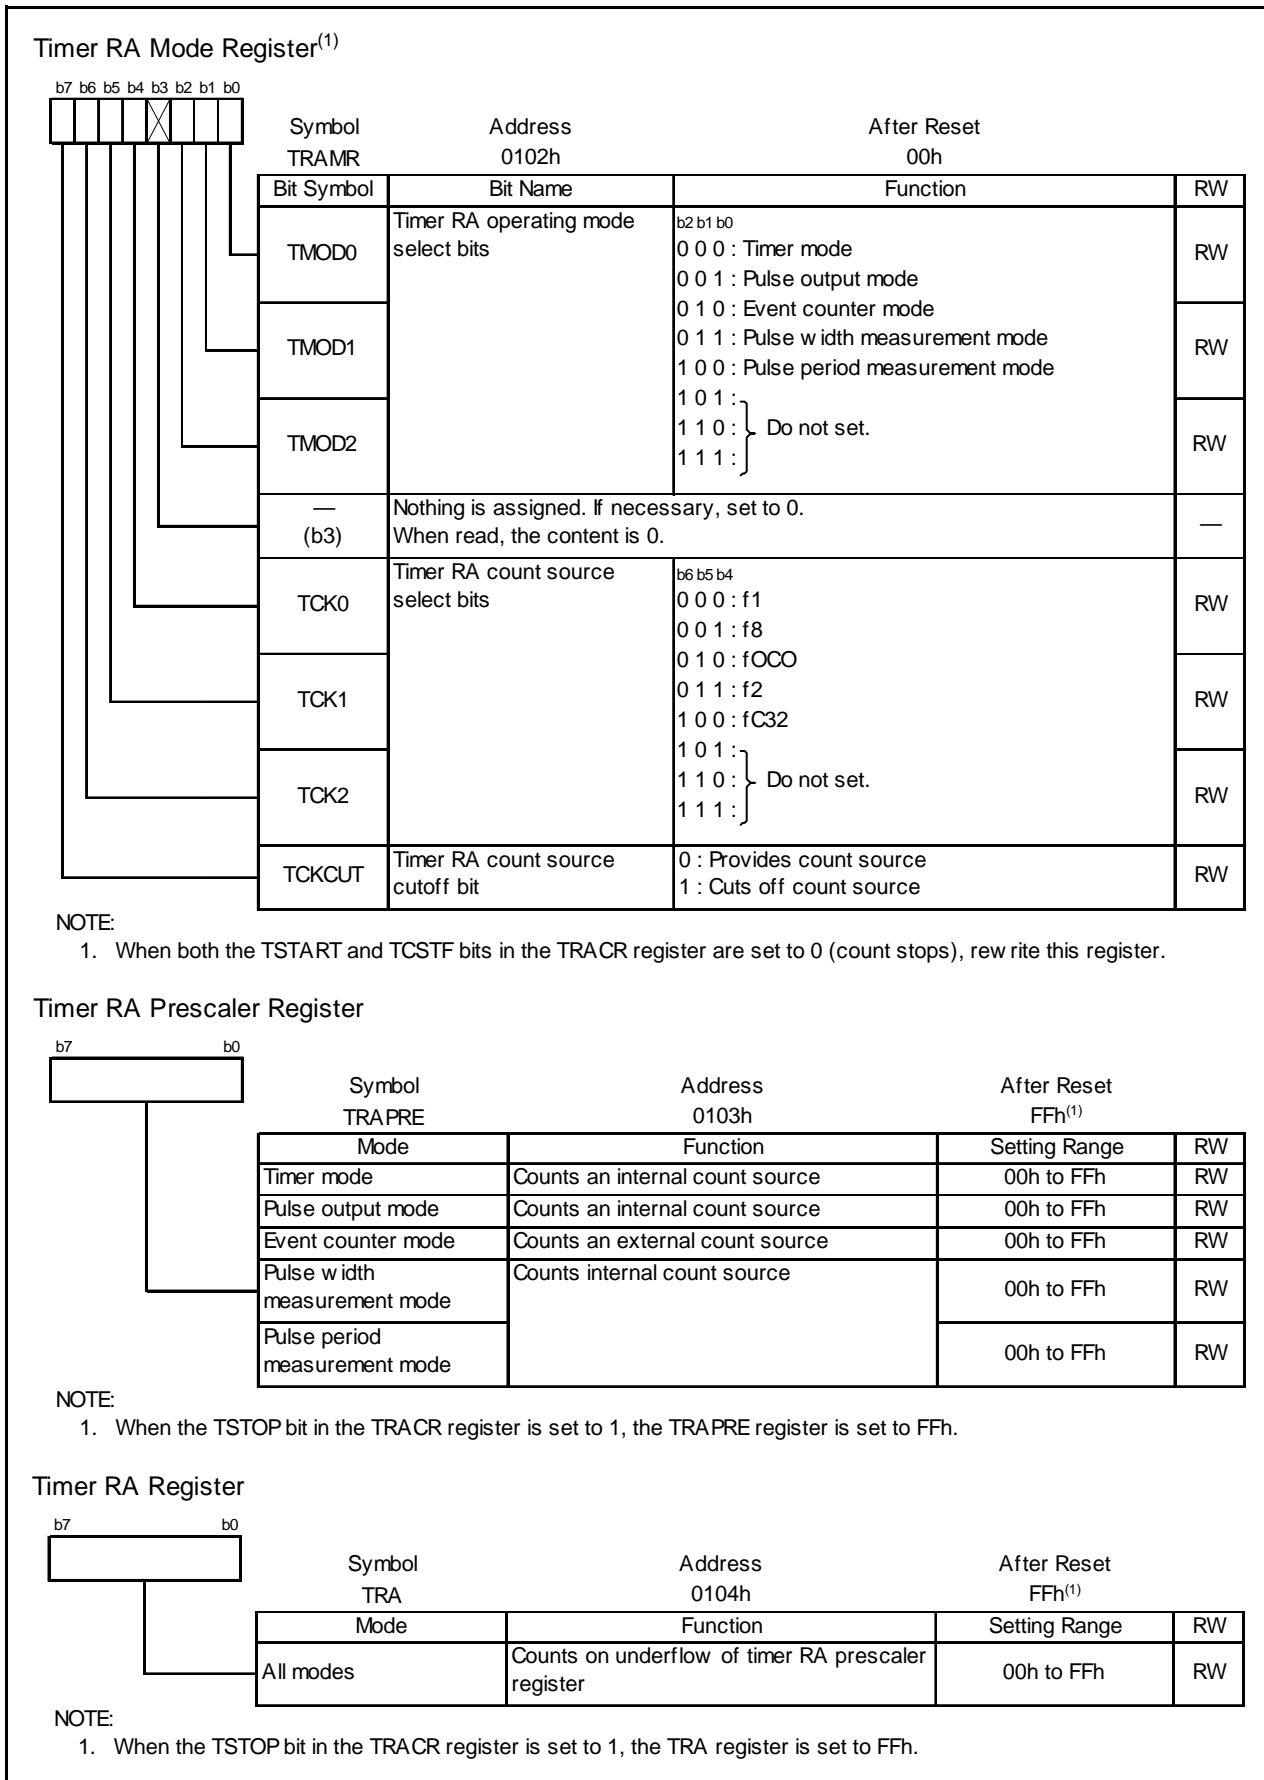 Timer RA Mode Register(1)
b7 b6 b5 b4 b3 b2 b1 b0
Symbol Address After Reset
TRAMR 0102h 00h
Bit Symbol Bit Name Function RW
TMOD0 Timer RA operating mode select bits b2 b1 b0 RW
0 0 0 : Timer mode
0 0 1 : Pulse output mode
0 1 0 : Event counter mode
TMOD1 0 1 1 : Pulse width measurement mode RW
1 0 0 : Pulse period measurement mode
1 0 1 :
TMOD2 1 1 0 : Do not set. RW
1 1 1 :
— (b3) Nothing is assigned. If necessary, set to 0. —
When read, the content is 0.
TCK0 Timer RA count source select bits b6 b5 b4 RW
0 0 0 : f1
0 0 1 : f8
0 1 0 : fOCO
TCK1 0 1 1 : f2 RW
1 0 0 : fC32
1 0 1 :
TCK2 1 1 0 : Do not set. RW
1 1 1 :
TCKCUT Timer RA count source cutoff bit 0 : Provides count source RW
1 : Cuts off count source
NOTE:
1. When both the TSTART and TCSTF bits in the TRACR register are set to 0 (count stops), rewrite this register.
Timer RA Prescaler Register
b7 b0
Symbol Address After Reset
TRAPRE 0103h FFh(1)
Mode Function Setting Range RW
Timer mode Counts an internal count source 00h to FFh RW
Pulse output mode Counts an internal count source 00h to FFh RW
Event counter mode Counts an external count source 00h to FFh RW
Pulse width measurement mode Counts internal count source 00h to FFh RW
Pulse period measurement mode 00h to FFh RW
NOTE:
1. When the TSTOP bit in the TRACR register is set to 1, the TRAPRE register is set to FFh.
Timer RA Register
b7 b0
Symbol Address After Reset
TRA 0104h FFh(1)
Mode Function Setting Range RW
All modes Counts on underflow of timer RA prescaler register 00h to FFh RW
NOTE:
1. When the TSTOP bit in the TRACR register is set to 1, the TRA register is set to FFh.